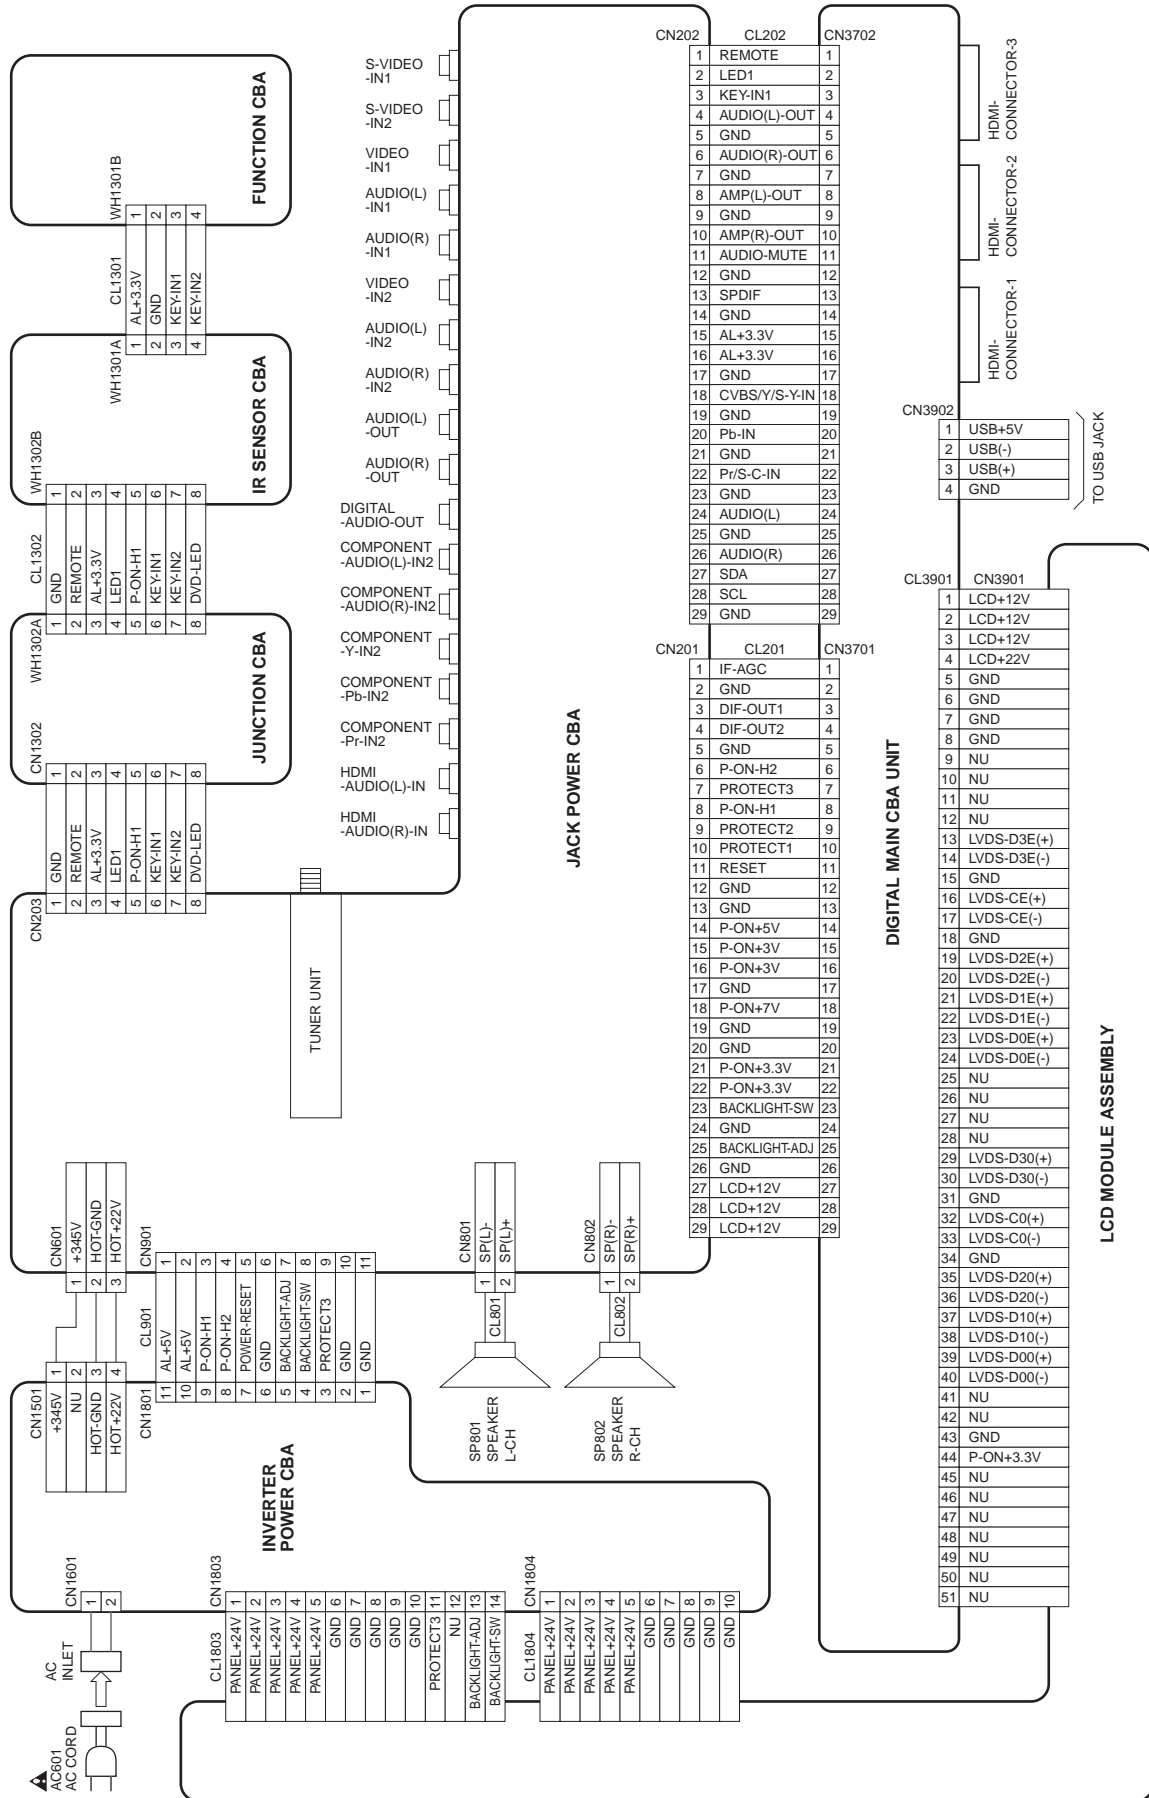 FUNCTION CBA
WH1301B
1
2
3
4
CL1301
AL+3.3V
GND
KEY-IN1
KEY-IN2
WH1301A
1
2
3
4
IR SENSOR CBA
WH1302B
1
2
3
4
5
6
7
8
CL1302
GND
REMOTE
AL+3.3V
LED1
P-ON-H1
KEY-IN1
KEY-IN2
DVD-LED
WH1302A
1
2
3
4
5
6
7
8
JUNCTION CBA
CN1302
1
2
3
4
5
6
7
8
GND
REMOTE
AL+3.3V
LED1
P-ON-H1
KEY-IN1
KEY-IN2
DVD-LED
CN203
1
2
3
4
5
6
7
8
S-VIDEO
-IN1
S-VIDEO
-IN2
VIDEO
-IN1
AUDIO(L)
-IN1
AUDIO(R)
-IN1
VIDEO
-IN2
AUDIO(L)
-IN2
AUDIO(R)
-IN2
AUDIO(L)
-OUT
AUDIO(R)
-OUT
DIGITAL
-AUDIO-OUT
COMPONENT
-AUDIO(L)-IN2
COMPONENT
-AUDIO(R)-IN2
COMPONENT
-Y-IN2
COMPONENT
-Pb-IN2
COMPONENT
-Pr-IN2
HDMI
-AUDIO(L)-IN
HDMI
-AUDIO(R)-IN
TUNER UNIT
JACK POWER CBA
CN202 CL202 CN3702
1 REMOTE 1
2 LED1 2
3 KEY-IN1 3
4 AUDIO(L)-OUT 4
5 GND 5
6 AUDIO(R)-OUT 6
7 GND 7
8 AMP(L)-OUT 8
9 GND 9
10 AMP(R)-OUT 10
11 AUDIO-MUTE 11
12 GND 12
13 SPDIF 13
14 GND 14
15 AL+3.3V 15
16 AL+3.3V 16
17 GND 17
18 CVBS/Y/S-Y-IN 18
19 GND 19
20 Pb-IN 20
21 GND 21
22 Pr/S-C-IN 22
23 GND 23
24 AUDIO(L) 24
25 GND 25
26 AUDIO(R) 26
27 SDA 27
28 SCL 28
29 GND 29
CN201 CL201 CN3701
1 IF-AGC 1
2 GND 2
3 DIF-OUT1 3
4 DIF-OUT2 4
5 GND 5
6 P-ON-H2 6
7 PROTECT3 7
8 P-ON-H1 8
9 PROTECT2 9
10 PROTECT1 10
11 RESET 11
12 GND 12
13 GND 13
14 P-ON+5V 14
15 P-ON+3V 15
16 P-ON+3V 16
17 GND 17
18 P-ON+7V 18
19 GND 19
20 GND 20
21 P-ON+3.3V 21
22 P-ON+3.3V 22
23 BACKLIGHT-SW 23
24 GND 24
25 BACKLIGHT-ADJ 25
26 GND 26
27 LCD+12V 27
28 LCD+12V 28
29 LCD+12V 29
DIGITAL MAIN CBA UNIT
HDMI-
CONNECTOR-3
HDMI-
CONNECTOR-2
HDMI-
CONNECTOR-1
CN3902
1 USB+5V
2 USB(-)
3 USB(+)
4 GND
TO USB JACK
CL3901 CN3901
1 LCD+12V
2 LCD+12V
3 LCD+12V
4 LCD+22V
5 GND
6 GND
7 GND
8 GND
9 NU
10 NU
11 NU
12 NU
13 LVDS-D3E(+)
14 LVDS-D3E(-)
15 GND
16 LVDS-CE(+)
17 LVDS-CE(-)
18 GND
19 LVDS-D2E(+)
20 LVDS-D2E(-)
21 LVDS-D1E(+)
22 LVDS-D1E(-)
23 LVDS-D0E(+)
24 LVDS-D0E(-)
25 NU
26 NU
27 NU
28 NU
29 LVDS-D30(+)
30 LVDS-D30(-)
31 GND
32 LVDS-C0(+)
33 LVDS-C0(-)
34 GND
35 LVDS-D20(+)
36 LVDS-D20(-)
37 LVDS-D10(+)
38 LVDS-D10(-)
39 LVDS-D00(+)
40 LVDS-D00(-)
41 NU
42 NU
43 GND
44 P-ON+3.3V
45 NU
46 NU
47 NU
48 NU
49 NU
50 NU
51 NU
LCD MODULE ASSEMBLY
CN601
1 +345V
2 HOT-GND
3 HOT+22V
CN1501
+345V 1
NU 2
HOT-GND 3
HOT+22V 4
CN1801 CL901 CN901
11 AL+5V 1
10 AL+5V 2
9 P-ON-H1 3
8 P-ON-H2 4
7 POWER-RESET 5
6 GND 6
5 BACKLIGHT-ADJ 7
4 BACKLIGHT-SW 8
3 PROTECT3 9
2 GND 10
1 GND 11
CN801
1 SP(L)-
2 SP(L)+
CL801
SP801
SPEAKER
L-CH
CN802
1 SP(R)-
2 SP(R)+
CL802
SP802
SPEAKER
R-CH
INVERTER
POWER CBA
CN1601
1
2
AC
INLET
AC601
AC CORD
CL1803 CN1803
PANEL+24V 1
PANEL+24V 2
PANEL+24V 3
PANEL+24V 4
PANEL+24V 5
GND 6
GND 7
GND 8
GND 9
GND 10
PROTECT3 11
NU 12
BACKLIGHT-ADJ 13
BACKLIGHT-SW 14
CL1804 CN1804
PANEL+24V 1
PANEL+24V 2
PANEL+24V 3
PANEL+24V 4
PANEL+24V 5
GND 6
GND 7
GND 8
GND 9
GND 10